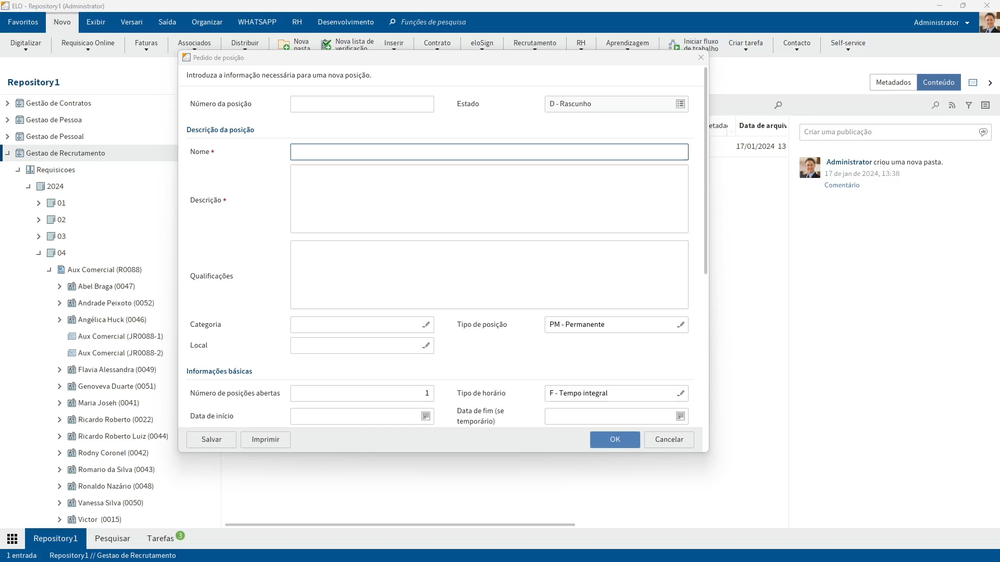 ELO - Repository1 (Administrator)
Favoritos Novo Exibir Versari Saída Organizar WHATSAPP RH Desenvolvimento Funções de pesquisa Administrator
Digitalizar Requisicao Online Faturas Associados Distribuir Nova pasta Nova lista de verificação Inserir Contrato eloSign Recrutamento RH Aprendizagem Iniciar fluxo de trabalho Criar tarefa Contacto Self-service
Pedido de posição
Introduza a informação necessária para uma nova posição.
Repository1
Metadados Conteúdo
Gestão de Contratos
Gestao de Pessoa
Gestao de Pessoal
Gestao de Recrutamento
Requisicoes
2024
01
02
03
04
Aux Comercial (R0088)
Abel Braga (0047)
Andrade Peixoto (0052)
Angélica Huck (0046)
Aux Comercial (JR0088-1)
Aux Comercial (JR0088-2)
Flavia Alessandra (0049)
Genoveva Duarte (0051)
Maria Joseh (0041)
Ricardo Roberto (0022)
Ricardo Roberto Luiz (0044)
Rodny Coronel (0042)
Romario da Silva (0043)
Ronaldo Nazário (0048)
Vanessa Silva (0050)
Victor (0015)
Número da posição
Estado D - Rascunho
Descrição da posição
Nome *
Descrição *
Qualificações
Categoria
Tipo de posição PM - Permanente
Local
Informações básicas
Número de posições abertas 1
Tipo de horário F - Tempo integral
Data de início
Data de fim (se
temporário)
Salvar Imprimir OK Cancelar
etada Data de arquiv
17/01/2024 13
Criar uma publicação
Administrator criou uma nova pasta.
17 de jan de 2024, 13:38
Comentário
Repository1 Pesquisar Tarefas 3
1 entrada Repository1 // Gestao de Recrutamento